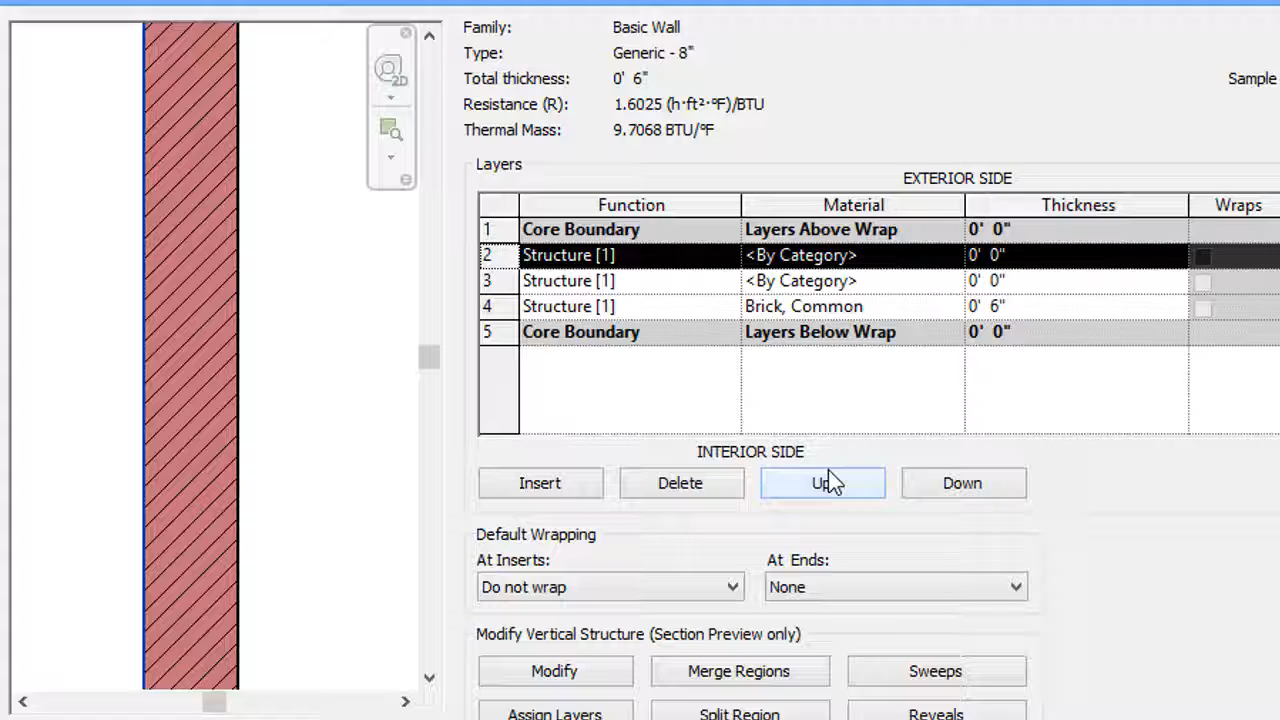 Family: Basic Wall
Type: Generic - 8"
Total thickness: 0' 6" Sample
Resistance (R): 1.6025 (h·ft²·ºF)/BTU
Thermal Mass: 9.7068 BTU/ºF
2D
Layers
EXTERIOR SIDE
Function Material Thickness Wraps
1 Core Boundary Layers Above Wrap 0' 0"
2 Structure [1] <By Category> 0' 0"
3 Structure [1] <By Category> 0' 0"
4 Structure [1] Brick, Common 0' 6"
5 Core Boundary Layers Below Wrap 0' 0"
INTERIOR SIDE
Insert Delete Up Down
Default Wrapping
At Inserts: At Ends:
Do not wrap None
Modify Vertical Structure (Section Preview only)
Modify Merge Regions Sweeps
Assign Layers Split Region Reveals